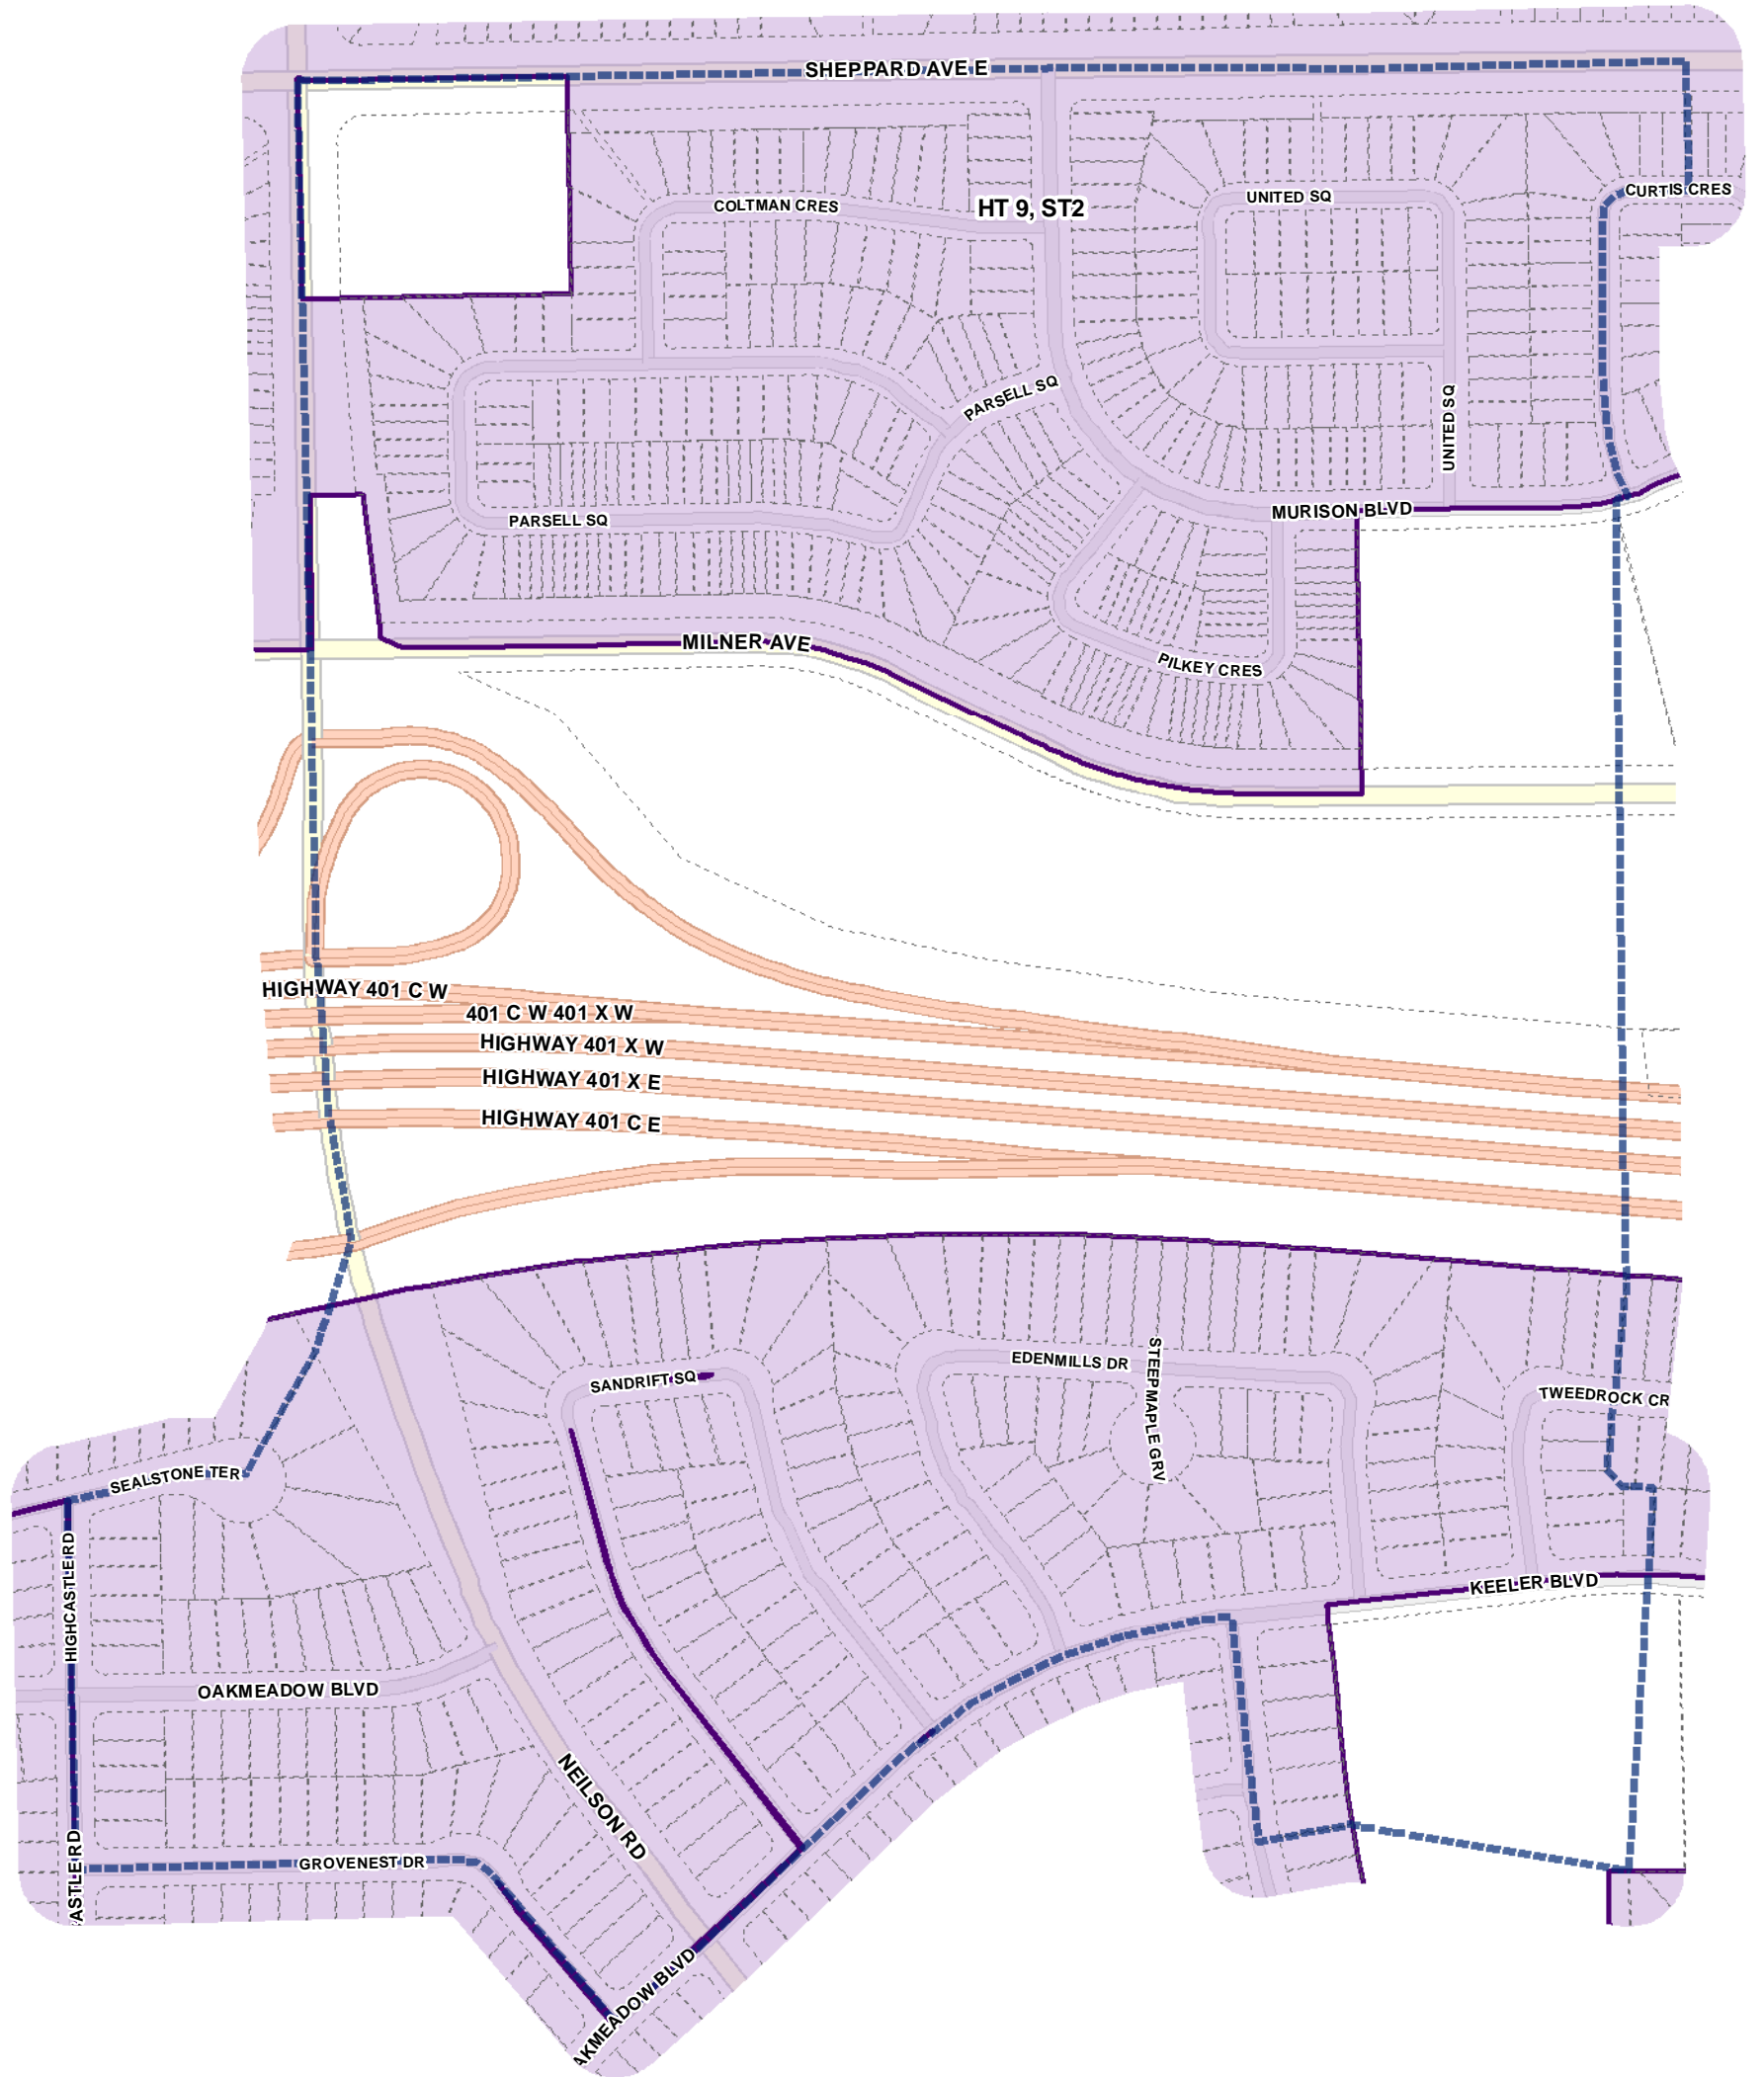 SHEPPARD AVE E
CURTIS CRES
UNITED SQ
COLTMAN CRES
HT 9, ST2
PARSELL SQ
UNITED SQ
MURISON BLVD
PARSELL SQ
MILNER AVE
PILKEY CRES
HIGHWAY 401 C W
401 C W 401 X W
HIGHWAY 401 X W
HIGHWAY 401 X E
HIGHWAY 401 C E
EDENMILLS DR
STEEPMAPLE GRV
SANDRIFT SQ
TWEEDROCK CR
SEALSTONE TER
HIGHCASTLE RD
KEELER BLVD
OAKMEADOW BLVD
NEILSON RD
GROVENEST DR
ASTLE RD
AKMEADOW BLVD